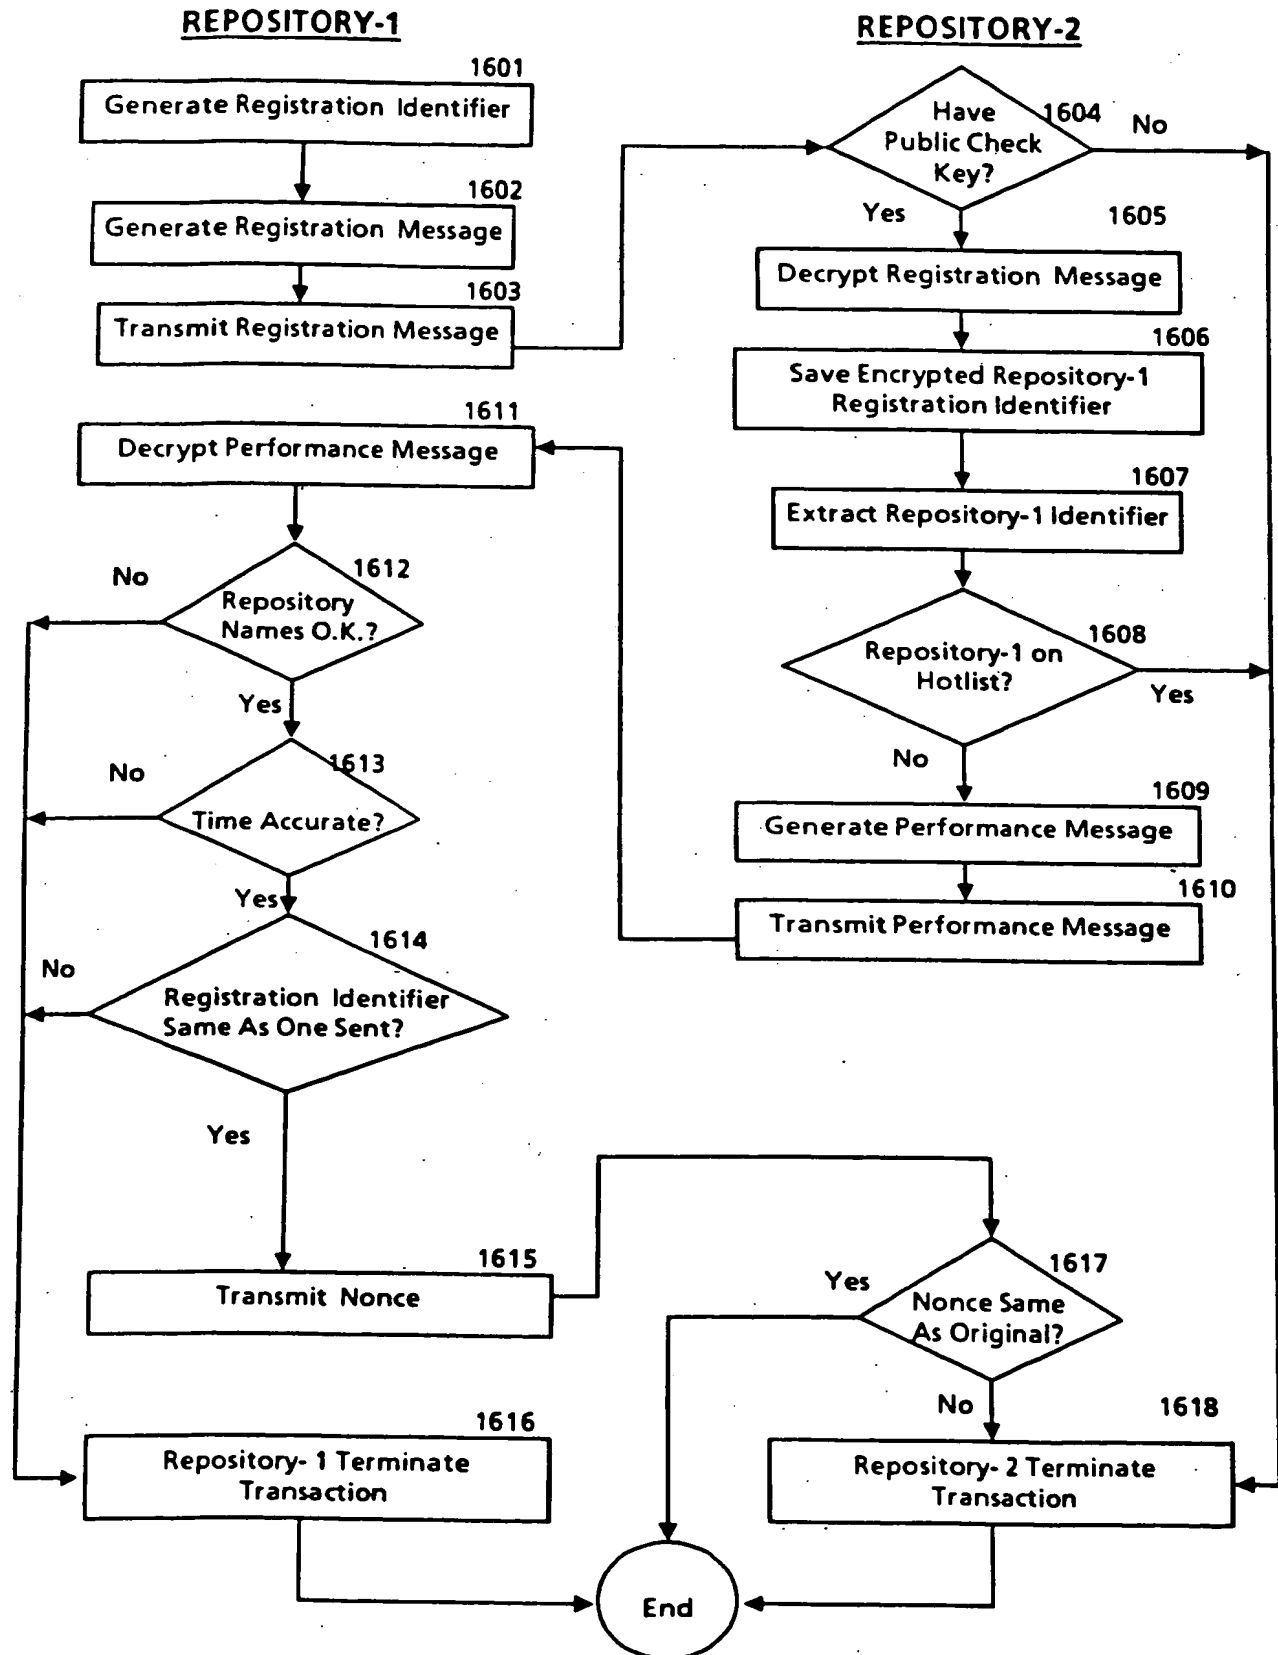 REPOSITORY-1
1601
Generate Registration Identifier
1602
Generate Registration Message
1603
Transmit Registration Message
1611
Decrypt Performance Message
No
1612
Repository
Names O.K.?
Yes
No
1613
Time Accurate?
Yes
1614
No
Registration Identifier
Same As One Sent?
Yes
1615
Transmit Nonce
1616
Repository- 1 Terminate
Transaction
REPOSITORY-2
1604
Have
Public Check
Key?
No
Yes
1605
Decrypt Registration Message
1606
Save Encrypted Repository-1
Registration Identifier
1607
Extract Repository-1 Identifier
1608
Repository-1 on
Hotlist?
Yes
No
1609
Generate Performance Message
1610
Transmit Performance Message
1617
Yes
Nonce Same
As Original?
No
1618
Repository- 2 Terminate
Transaction
End